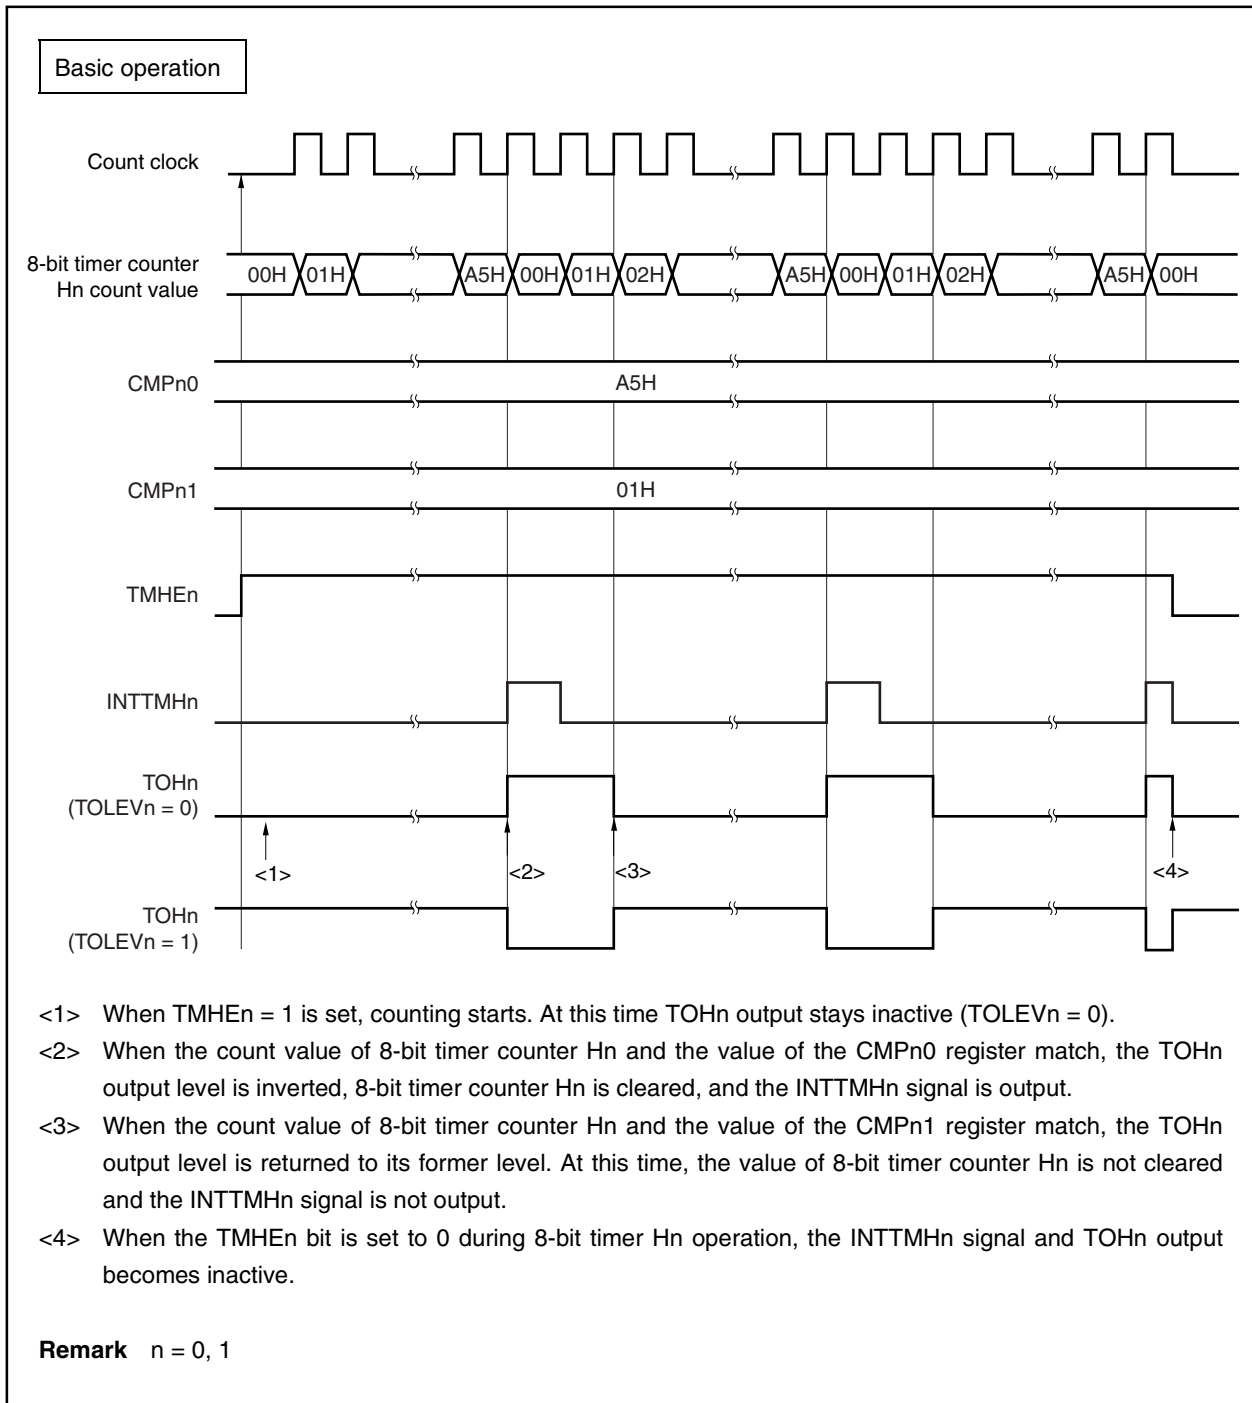 Basic operation
Count clock
8-bit timer counter
Hn count value
00H 01H A5H 00H 01H 02H A5H 00H 01H 02H A5H 00H
CMPn0
A5H
CMPn1
01H
TMHEn
INTTMHn
TOHn
(TOLEVn = 0)
<1> <2> <3> <4>
TOHn
(TOLEVn = 1)
<1> When TMHEn = 1 is set, counting starts. At this time TOHn output stays inactive (TOLEVn = 0).
<2> When the count value of 8-bit timer counter Hn and the value of the CMPn0 register match, the TOHn
output level is inverted, 8-bit timer counter Hn is cleared, and the INTTMHn signal is output.
<3> When the count value of 8-bit timer counter Hn and the value of the CMPn1 register match, the TOHn
output level is returned to its former level. At this time, the value of 8-bit timer counter Hn is not cleared
and the INTTMHn signal is not output.
<4> When the TMHEn bit is set to 0 during 8-bit timer Hn operation, the INTTMHn signal and TOHn output
becomes inactive.
Remark n = 0, 1